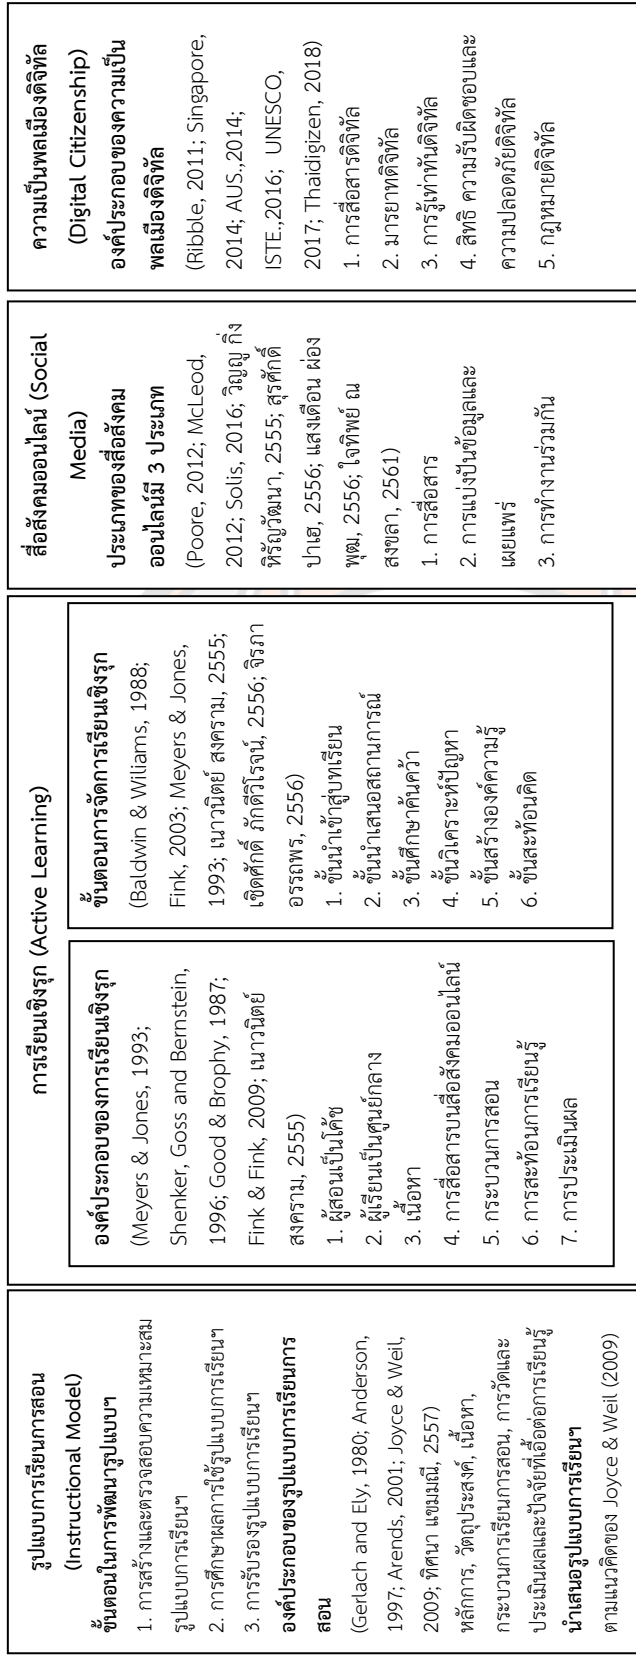 รูปแบบการเรียนการสอน
(Instructional Model)
ขั้นตอนในการพัฒนารูปแบบฯ
1. การสร้างและตรวจสอบความเหมาะสม
รูปแบบการเรียนฯ
2. การศึกษาผลการใช้รูปแบบการเรียนฯ
3. การรับรองรูปแบบการเรียนฯ
องค์ประกอบของรูปแบบการเรียนการ
สอน
(Gerlach and Ely, 1980; Anderson,
1997; Arends, 2001; Joyce & Weil,
2009; ทิศนา แขมมณี, 2557)
หลักการ, วัตถุประสงค์, เนื้อหา,
กระบวนการเรียนการสอน, การวัดและ
ประเมินผลและปัจจัยที่เอื้อต่อการเรียนรู้
นำเสนอรูปแบบการเรียนฯ
ตามแนวคิดของ Joyce & Weil (2009)
การเรียนเชิงรุก (Active Learning)
องค์ประกอบของการเรียนเชิงรุก
(Meyers & Jones, 1993;
Shenker, Goss and Bernstein,
1996; Good & Brophy, 1987;
Fink & Fink, 2009; เนาวนิตย์
สงคราม, 2555)
1. ผู้สอนเป็นโค้ช
2. ผู้เรียนเป็นศูนย์กลาง
3. เนื้อหา
4. การสื่อสารบนสื่อสังคมออนไลน์
5. กระบวนการสอน
6. การสะท้อนการเรียนรู้
7. การประเมินผล
ขั้นตอนการจัดการเรียนเชิงรุก
(Baldwin & Wiliams, 1988;
Fink, 2003; Meyers & Jones,
1993; เนาวนิตย์ สงคราม, 2555;
เชิดศักดิ์ ภักดีวิโรจน์, 2556; จิรภา
อรรถพร, 2556)
1. ขั้นนำเข้าสู่บทเรียน
2. ขั้นนำเสนอสถานการณ์
3. ขั้นศึกษาค้นคว้า
4. ขั้นวิเคราะห์ปัญหา
5. ขั้นสร้างองค์ความรู้
6. ขั้นสะท้อนคิด
สื่อสังคมออนไลน์ (Social
Media)
ประเภทของสื่อสังคม
ออนไลน์มี 3 ประเภท
(Poore, 2012; McLeod,
2012; Solis, 2016; วิญญู กิ่ง
หิรัญวัฒนา, 2555; สุรศักดิ์
ปาเฮ, 2556; แสงเดือน ผ่อง
พุฒ, 2556; ใจทิพย์ ณ
สงขลา, 2561)
1. การสื่อสาร
2. การแบ่งปันข้อมูลและ
เผยแพร่
3. การทำงานร่วมกัน
ความเป็นพลเมืองดิจิทัล
(Digital Citizenship)
องค์ประกอบของความเป็น
พลเมืองดิจิทัล
(Ribble, 2011; Singapore,
2014; AUS.,2014;
ISTE.,2016; UNESCO,
2017; Thaidigizen, 2018)
1. การสื่อสารดิจิทัล
2. มารยาทดิจิทัล
3. การรู้เท่าทันดิจิทัล
4. สิทธิ ความรับผิดชอบและ
ความปลอดภัยดิจิทัล
5. กฎหมายดิจิทัล